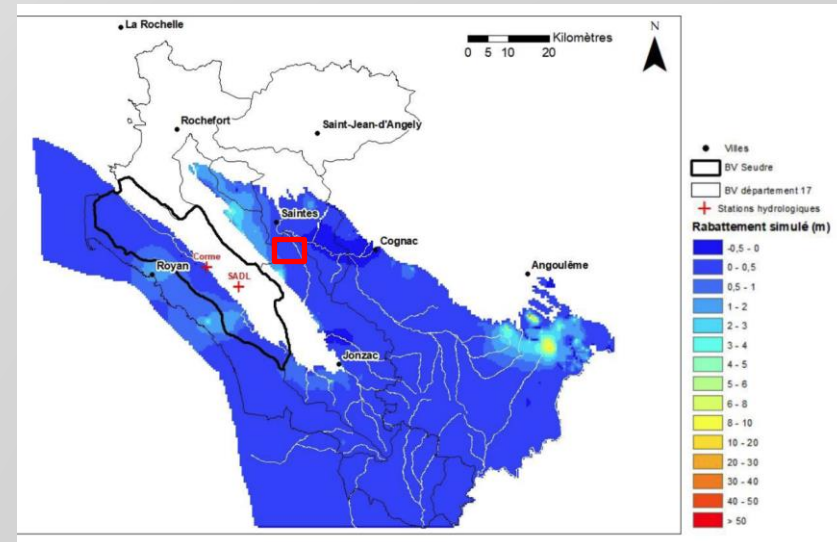 La Rochelle
Kilomètres
0 5 10 20
N
Rochefort
Saint-Jean-d'Angely
Saintes
Cognac
Corme
Royan
SADL
Angoulême
Jonzac
Villes
BV Seudre
BV département 17
Stations hydrologiques
Rabattement simulé (m)
-0,5 - 0
0 - 0,5
0,5 - 1
1 - 2
2 - 3
3 - 4
4 - 5
5 - 6
6 - 8
8 - 10
10 - 20
20 - 30
30 - 40
40 - 50
> 50